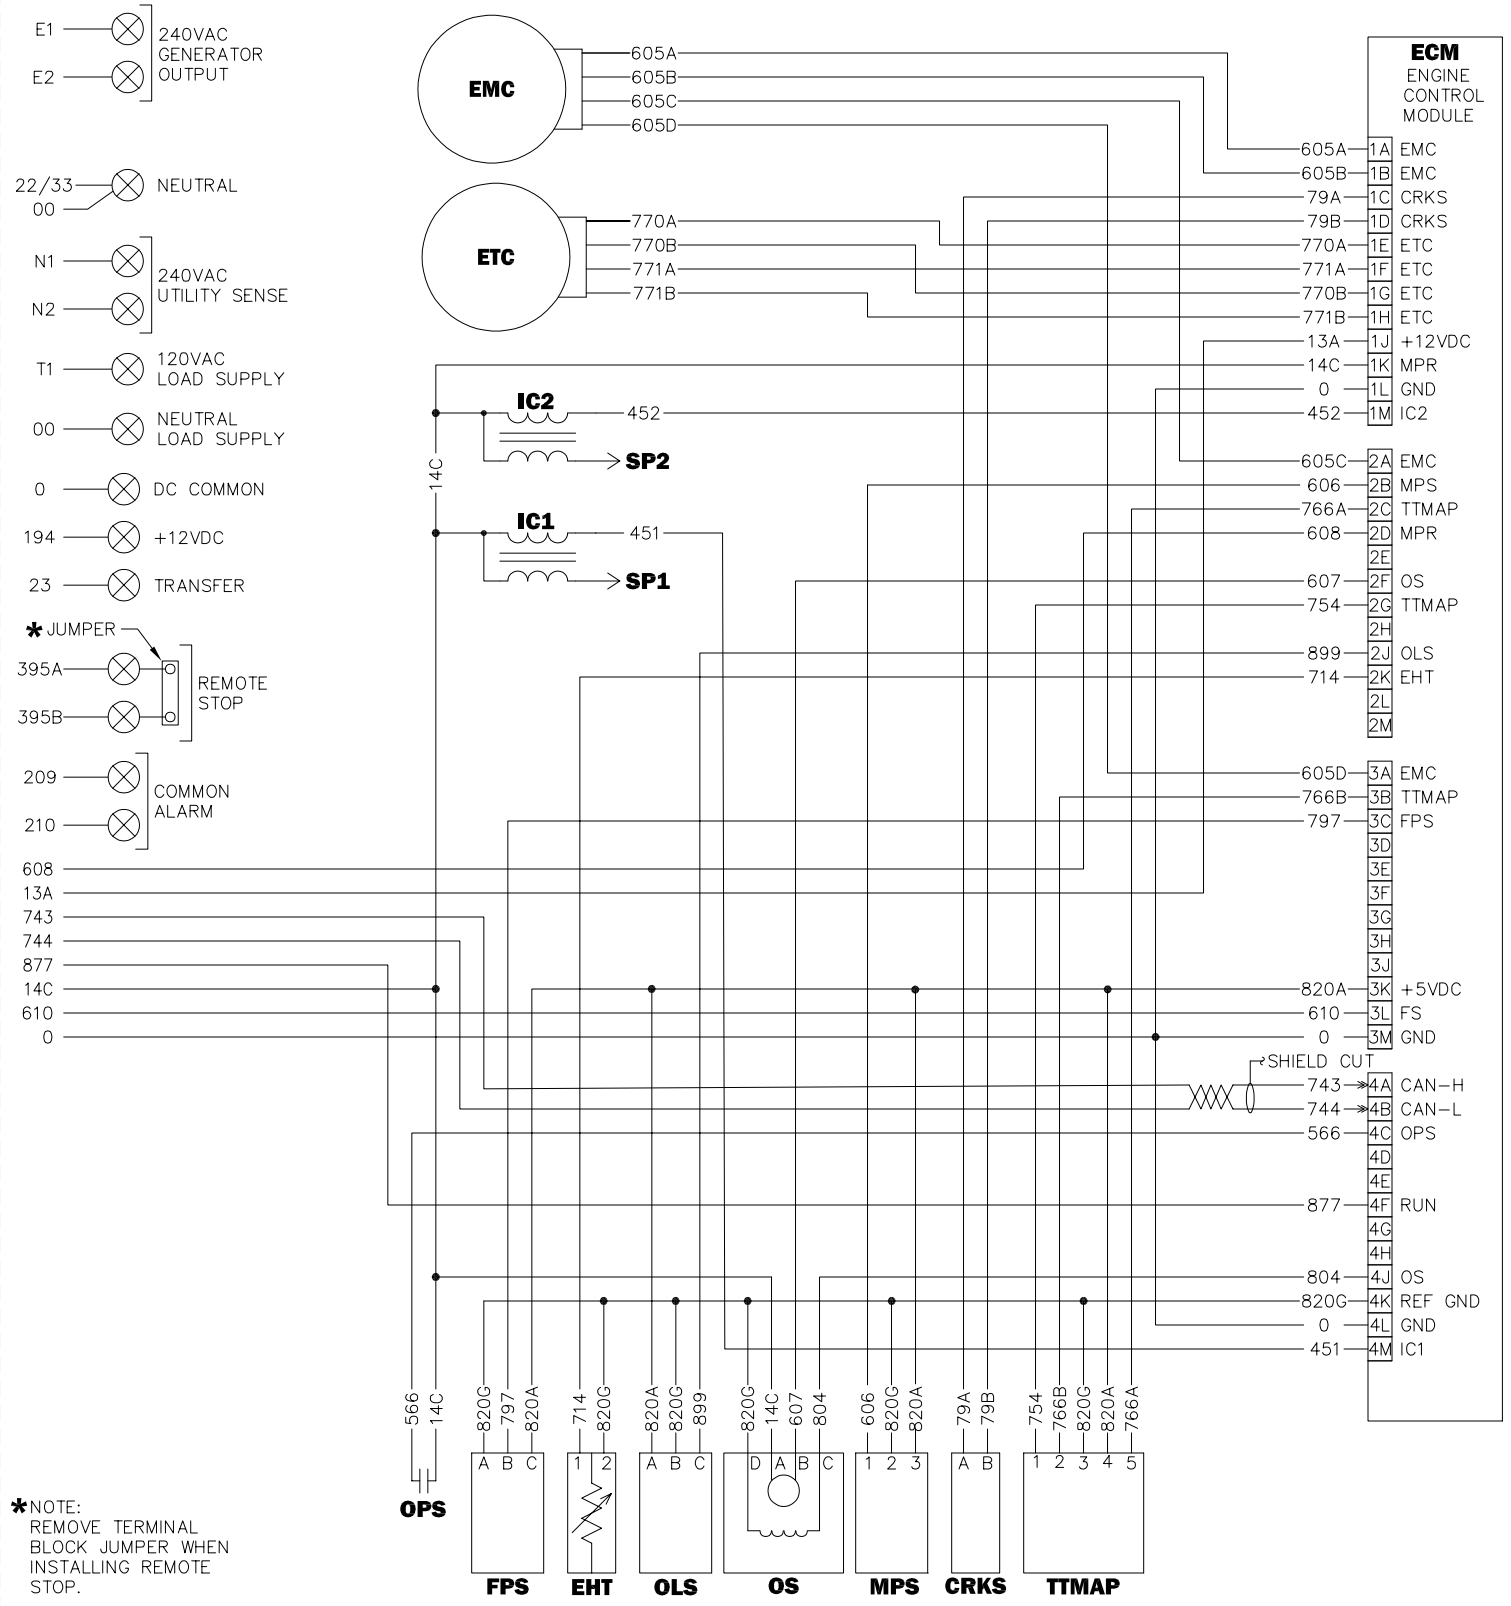 E1
240VAC
GENERATOR
OUTPUT
E2
22/33
NEUTRAL
00
N1
240VAC
UTILITY SENSE
N2
T1
120VAC
LOAD SUPPLY
00
NEUTRAL
LOAD SUPPLY
0
DC COMMON
194
+12VDC
23
TRANSFER
* JUMPER
395A
REMOTE
STOP
395B
209
COMMON
ALARM
210
608
13A
743
744
877
14C
610
0
*NOTE:
REMOVE TERMINAL
BLOCK JUMPER WHEN
INSTALLING REMOTE
STOP.
EMC
605A
605B
605C
605D
ETC
770A
770B
771A
771B
IC2
452
SP2
14C
IC1
451
SP1
ECM
ENGINE
CONTROL
MODULE
605A 1A EMC
605B 1B EMC
79A 1C CRKS
79B 1D CRKS
770A 1E ETC
771A 1F ETC
770B 1G ETC
771B 1H ETC
13A 1J +12VDC
14C 1K MPR
0 1L GND
452 1M IC2
605C 2A EMC
606 2B MPS
766A 2C TTMAP
608 2D MPR
2E
607 2F OS
754 2G TTMAP
2H
899 2J OLS
714 2K EHT
2L
2M
605D 3A EMC
766B 3B TTMAP
797 3C FPS
3D
3E
3F
3G
3H
3J
820A 3K +5VDC
610 3L FS
0 3M GND
SHIELD CUT
743 4A CAN-H
744 4B CAN-L
566 4C OPS
4D
4E
877 4F RUN
4G
4H
804 4J OS
820G 4K REF GND
0 4L GND
451 4M IC1
566
14C
OPS
820G
797
820A
A B C
FPS
714
820G
1 2
EHT
820A
820G
899
A B C
OLS
820G
14C
607
804
D A B C
OS
606
820G
820A
1 2 3
MPS
79A
79B
A B
CRKS
754
766B
820G
820A
766A
1 2 3 4 5
TTMAP